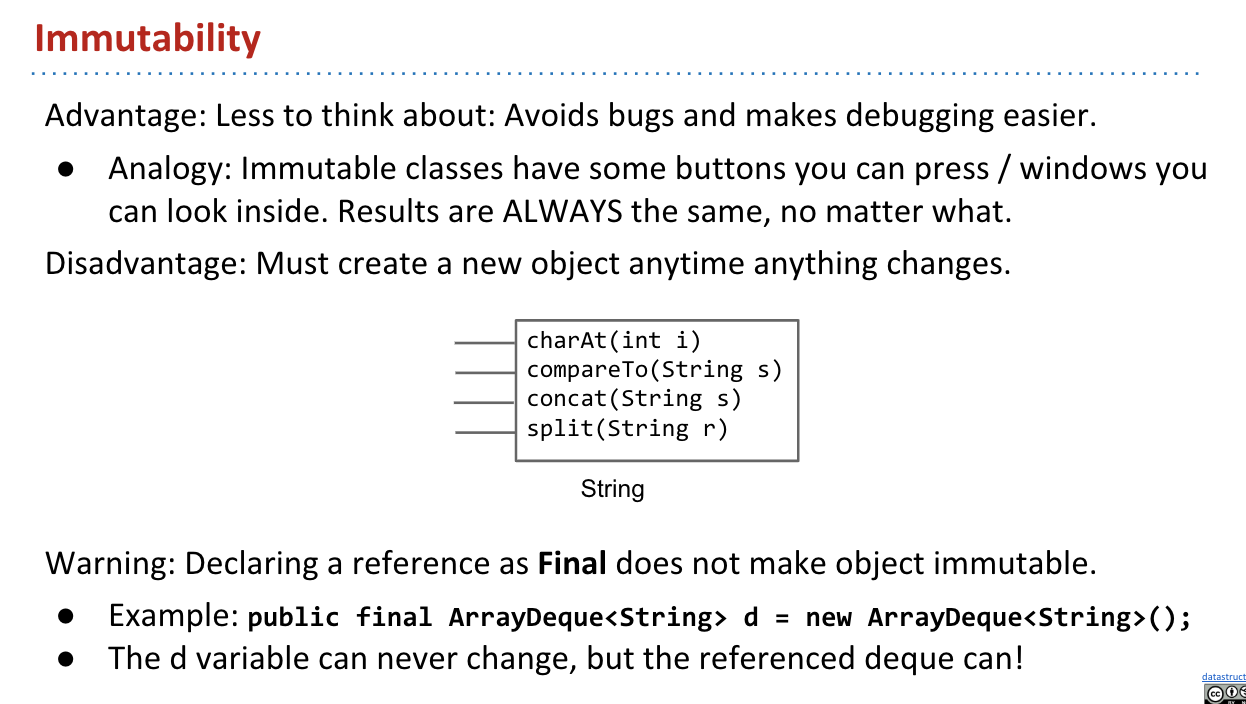 Immutability
Advantage: Less to think about: Avoids bugs and makes debugging easier.
● Analogy: Immutable classes have some buttons you can press / windows you
can look inside. Results are ALWAYS the same, no matter what.
Disadvantage: Must create a new object anytime anything changes.
charAt(int i)
compareTo(String s)
concat(String s)
split(String r)
String
Warning: Declaring a reference as Final does not make object immutable.
● Example: public final ArrayDeque<String> d = new ArrayDeque<String>();
● The d variable can never change, but the referenced deque can!
datastruct
cc